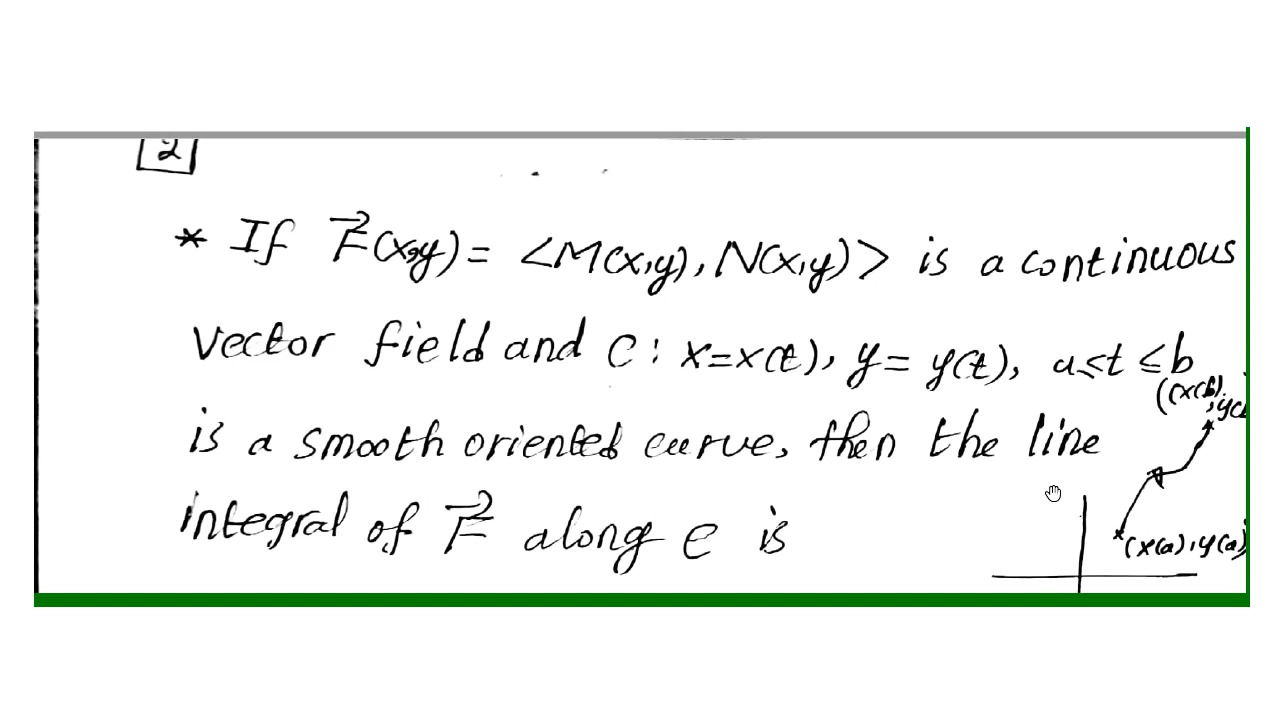 2
* If F⃗(x,y) = <M(x,y), N(x,y)> is a continuous
vector field and C: x=x(t), y= y(t), a≤t≤b
((x(b), y(b
is a smooth oriented curve, then the line
integral of F⃗ along C is
(x(a), y(a)